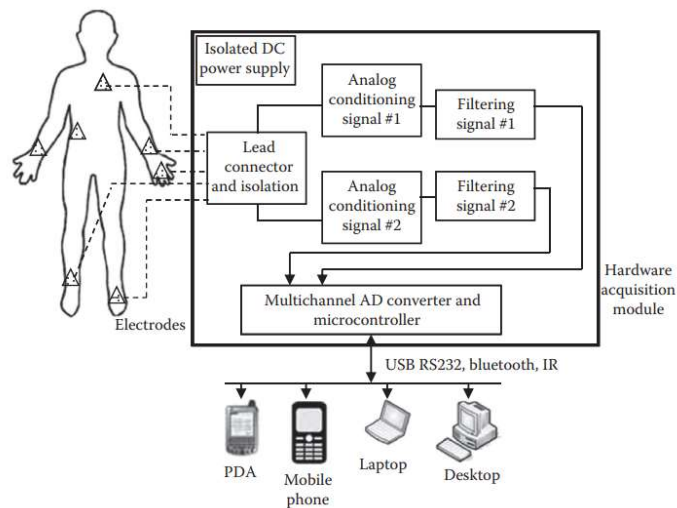 Isolated DC
power supply
Analog
conditioning
signal #1
Filtering
signal #1
Lead
connector
and isolation
Analog
conditioning
signal #2
Filtering
signal #2
Hardware
acquisition
module
Multichannel AD converter and
microcontroller
Electrodes
USB RS232, bluetooth, IR
PDA
Mobile
phone
Laptop
Desktop